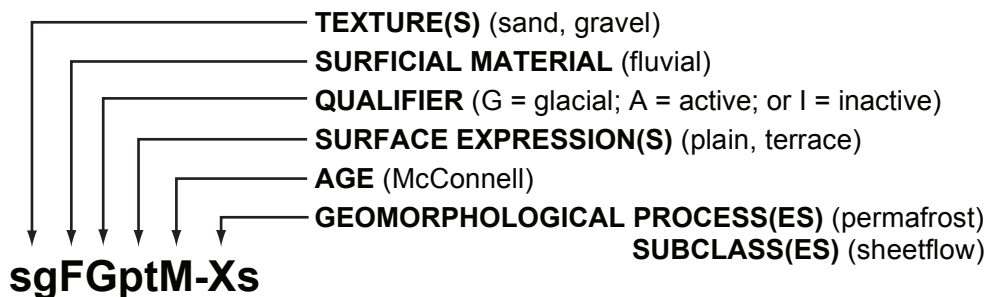 TEXTURE(S) (sand, gravel)
SURFICIAL MATERIAL (fluvial)
QUALIFIER (G = glacial; A = active; or I = inactive)
SURFACE EXPRESSION(S) (plain, terrace)
AGE (McConnell)
GEOMORPHOLOGICAL PROCESS(ES) (permafrost)
SUBCLASS(ES) (sheetflow)
sgFGptM-Xs